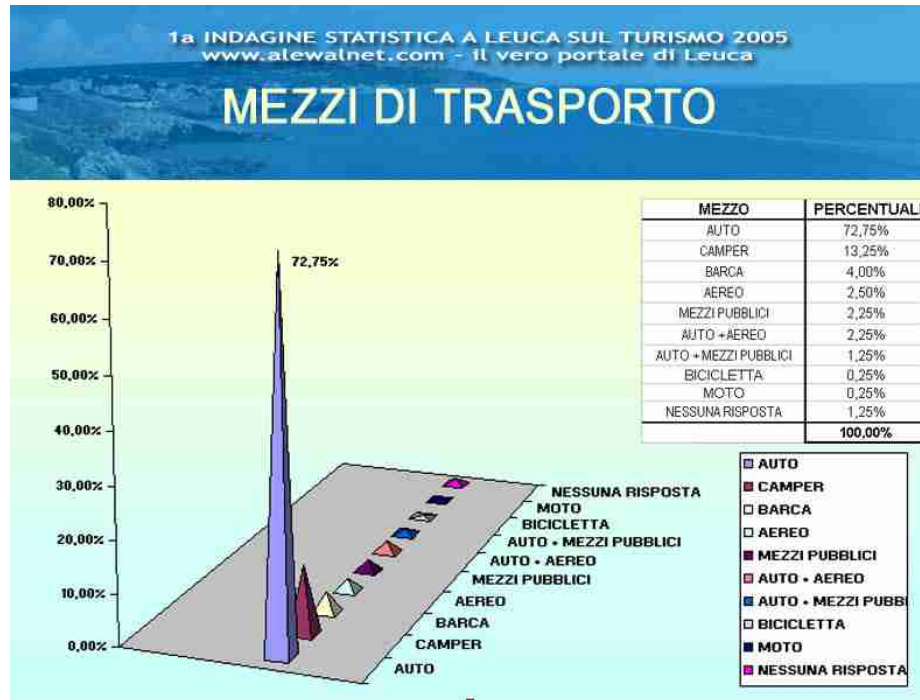 1a INDAGINE STATISTICA A LEUCA SUL TURISMO 2005
www.alewalnet.com - il vero portale di Leuca
MEZZI DI TRASPORTO
80,00%
70,00%
60,00%
50,00%
40,00%
30,00%
20,00%
10,00%
0,00%
72,75%
NESSUNA RISPOSTA
MOTO
BICICLETTA
AUTO + MEZZI PUBBLICI
AUTO + AEREO
MEZZI PUBBLICI
AEREO
BARCA
CAMPER
AUTO
MEZZO PERCENTUALI
AUTO 72,75%
CAMPER 13,25%
BARCA 4,00%
AEREO 2,50%
MEZZI PUBBLICI 2,25%
AUTO +AEREO 2,25%
AUTO +MEZZI PUBBLICI 1,25%
BICICLETTA 0,25%
MOTO 0,25%
NESSUNA RISPOSTA 1,25%
100,00%
AUTO
CAMPER
BARCA
AEREO
MEZZI PUBBLICI
AUTO + AEREO
AUTO + MEZZI PUBBI
BICICLETTA
MOTO
NESSUNA RISPOSTA